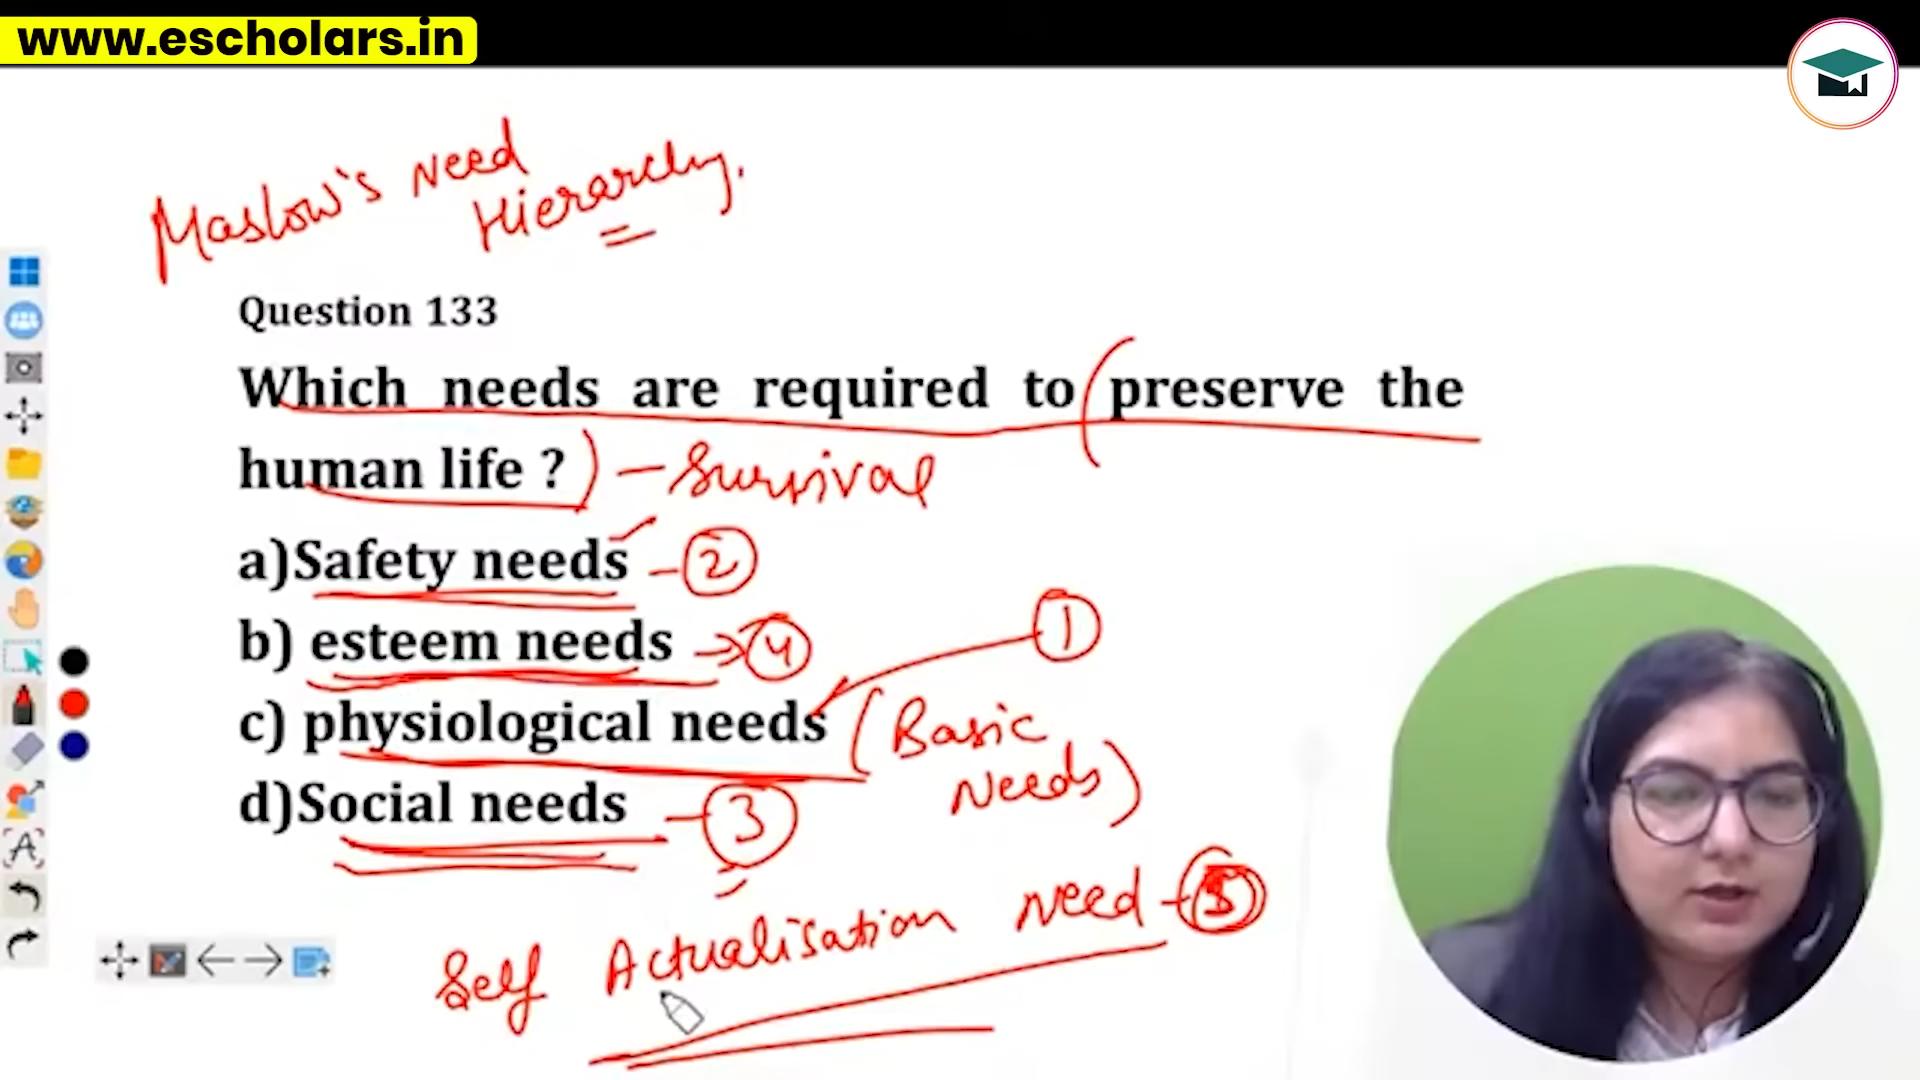 www.escholars.in
Maslow's Need
Hierarchy.
Question 133
Which needs are required to (preserve the
human life ?) - Survival
a)Safety needs - 2
b) esteem needs → 4
1
c) physiological needs (Basic
Needs)
d)Social needs - 3
Self Actualisation Need - 5